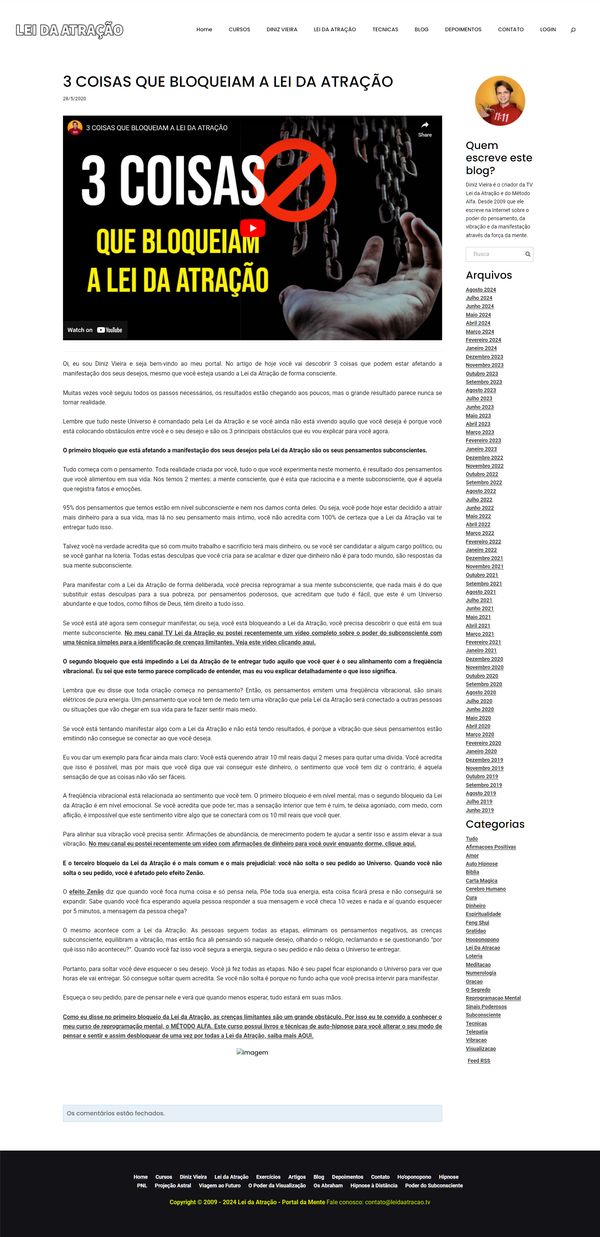 LEI DA ATRAÇÃO
Home CURSOS DINIZ VIEIRA LEI DA ATRAÇÃO TECNICAS BLOG DEPOIMENTOS CONTATO LOGIN
3 COISAS QUE BLOQUEIAM A LEI DA ATRAÇÃO
28/5/2020
3 COISAS QUE BLOQUEIAM A LEI DA ATRAÇÃO
Share
3 COISAS
QUE BLOQUEIAM
A LEI DA ATRAÇÃO
Watch on YouTube
Oi, eu sou Diniz Vieira e seja bem-vindo ao meu portal. No artigo de hoje você vai descobrir 3 coisas que podem estar afetando a
manifestação dos seus desejos, mesmo que você esteja usando a Lei da Atração de forma consciente.
Muitas vezes você seguiu todos os passos necessários, os resultados estão chegando aos poucos, mas o grande resultado parece nunca se
tornar realidade.
Lembre que tudo neste Universo é comandado pela Lei da Atração e se você ainda não está vivendo aquilo que você deseja é porque você
está colocando obstáculos entre você e o seu desejo e são os 3 principais obstáculos que eu vou explicar para você agora.
O primeiro bloqueio que está afetando a manifestação dos seus desejos pela Lei da Atração são os seus pensamentos subconscientes.
Tudo começa com o pensamento. Toda realidade criada por você, tudo o que você experimenta neste momento, é resultado dos pensamentos
que você alimentou em sua vida. Nós temos 2 mentes; a mente consciente, que é esta que raciocina e a mente subconsciente, que é aquela
que registra fatos e emoções.
95% dos pensamentos que temos estão em nível subconsciente e nem nos damos conta deles. Ou seja, você pode hoje estar decidido a atrair
mais dinheiro para a sua vida, mas lá no seu pensamento mais íntimo, você não acredita com 100% de certeza que a Lei da Atração vai te
entregar tudo isso.
Talvez você na verdade acredita que só com muito trabalho e sacrifício terá mais dinheiro, ou se você ser candidatar a algum cargo político, ou
se você ganhar na loteria. Todas estas desculpas que você cria para se acalmar e dizer que dinheiro não é para todo mundo, são respostas da
sua mente subconsciente.
Para manifestar com a Lei da Atração de forma deliberada, você precisa reprogramar a sua mente subconsciente, que nada mais é do que
substituir estas desculpas para a sua pobreza, por pensamentos poderosos, que acreditam que tudo é fácil, que este é um Universo
abundante e que todos, como filhos de Deus, têm direito a tudo isso.
Se você está até agora sem conseguir manifestar, ou seja, você está bloqueando a Lei da Atração, você precisa descobrir o que está em sua
mente subconsciente. No meu canal TV Lei da Atração eu postei recentemente um vídeo completo sobre o poder do subconsciente com
uma técnica simples para a identificação de crenças limitantes. Veja este vídeo clicando aqui.
O segundo bloqueio que está impedindo a Lei da Atração de te entregar tudo aquilo que você quer é o seu alinhamento com a freqüência
vibracional. Eu sei que este termo parece complicado de entender, mas eu vou explicar detalhadamente o que isso significa.
Lembra que eu disse que toda criação começa no pensamento? Então, os pensamentos emitem uma freqüência vibracional, são sinais
elétricos de pura energia. Um pensamento que você tem de medo tem uma vibração que pela Lei da Atração será conectado a outras pessoas
ou situações que vão chegar em sua vida para te fazer sentir mais medo.
Se você está tentando manifestar algo com a Lei da Atração e não está tendo resultados, é porque a vibração que seus pensamentos estão
emitindo não consegue se conectar ao que você deseja.
Eu vou dar um exemplo para ficar ainda mais claro: Você está querendo atrair 10 mil reais daqui 2 meses para quitar uma dívida. Você acredita
que isso é possível, mas por mais que você diga que vai conseguir este dinheiro, o sentimento que você tem diz o contrário, é aquela
sensação de que as coisas não vão ser fáceis.
A freqüência vibracional está relacionada ao sentimento que você tem. O primeiro bloqueio é em nível mental, mas o segundo bloqueio da Lei
da Atração é em nível emocional. Se você acredita que pode ter, mas a sensação interior que tem é ruim, te deixa agoniado, com medo, com
aflição, é impossível que este sentimento vibre algo que se conectará com os 10 mil reais que você quer.
Para alinhar sua vibração você precisa sentir. Afirmações de abundância, de merecimento podem te ajudar a sentir isso e assim elevar a sua
vibração. No meu canal eu postei recentemente um vídeo com afirmações de dinheiro para você ouvir enquanto dorme, clique aqui.
E o terceiro bloqueio da Lei da Atração é o mais comum e o mais prejudicial: você não solta o seu pedido ao Universo. Quando você não
solta o seu pedido, você é afetado pelo efeito Zenão.
O efeito Zenão diz que quando você foca numa coisa e só pensa nela, Põe toda sua energia, esta coisa ficará presa e não conseguirá se
expandir. Sabe quando você fica esperando aquela pessoa responder a sua mensagem e você checa 10 vezes e nada e aí quando esquecer
por 5 minutos, a mensagem da pessoa chega?
O mesmo acontece com a Lei da Atração. As pessoas seguem todas as etapas, eliminam os pensamentos negativos, as crenças
subconsciente, equilibram a vibração, mas então fica ali pensando só naquele desejo, olhando o relógio, reclamando e se questionando "por
quê isso não aconteceu?". Quando você faz isso você segura a energia, segura o seu pedido e não deixa o Universo te entregar.
Portanto, para soltar você deve esquecer o seu desejo. Você já fez todas as etapas. Não é seu papel ficar espionando o Universo para ver que
horas ele vai entregar. Só consegue soltar quem acredita. Se você não solta é porque no fundo acha que você precisa intervir para manifestar.
Esqueça o seu pedido, pare de pensar nele e verá que quando menos esperar, tudo estará em suas mãos.
Como eu disse no primeiro bloqueio da Lei da Atração, as crenças limitantes são um grande obstáculo. Por isso eu te convido a conhecer o
meu curso de reprogramação mental, o MÉTODO ALFA. Este curso possui livros e técnicas de auto-hipnose para você alterar o seu modo de
pensar e sentir e assim desbloquear de uma vez por todas a Lei da Atração, saiba mais AQUI.
Imagem
Os comentários estão fechados.
11:11
Quem
escreve este
blog?
Diniz Vieira é o criador da TV
Lei da Atração e do Método
Alfa. Desde 2009 que ele
escreve na Internet sobre o
poder do pensamento, da
vibração e da manifestação
através da força da mente.
Busca
Arquivos
Agosto 2024
Julho 2024
Junho 2024
Maio 2024
Abril 2024
Março 2024
Fevereiro 2024
Janeiro 2024
Dezembro 2023
Novembro 2023
Outubro 2023
Setembro 2023
Agosto 2023
Julho 2023
Junho 2023
Maio 2023
Abril 2023
Março 2023
Fevereiro 2023
Janeiro 2023
Dezembro 2022
Novembro 2022
Outubro 2022
Setembro 2022
Agosto 2022
Julho 2022
Junho 2022
Maio 2022
Abril 2022
Março 2022
Fevereiro 2022
Janeiro 2022
Dezembro 2021
Novembro 2021
Outubro 2021
Setembro 2021
Agosto 2021
Julho 2021
Junho 2021
Maio 2021
Abril 2021
Março 2021
Fevereiro 2021
Janeiro 2021
Dezembro 2020
Novembro 2020
Outubro 2020
Setembro 2020
Agosto 2020
Julho 2020
Junho 2020
Maio 2020
Abril 2020
Março 2020
Fevereiro 2020
Janeiro 2020
Dezembro 2019
Novembro 2019
Outubro 2019
Setembro 2019
Agosto 2019
Julho 2019
Junho 2019
Categorias
Tudo
Afirmacoes Positivas
Amor
Auto Hipnose
Biblia
Carta Magica
Cerebro Humano
Cura
Dinheiro
Espiritualidade
Feng Shui
Gratidao
Hooponopono
Lei Da Atracao
Loteria
Meditacao
Numerologia
Oracao
O Segredo
Reprogramacao Mental
Sinais Poderosos
Subconsciente
Tecnicas
Telepatia
Vibracao
Visualizacao
Feed RSS
Home Cursos Diniz Vieira Lei da Atração Exercícios Artigos Blog Depoimentos Contato Ho'oponopono Hipnose
PNL Projeção Astral Viagem ao Futuro O Poder da Visualização Os Abraham Hipnose à Distância Poder do Subconsciente
Copyright © 2009 - 2024 Lei da Atração - Portal da Mente Fale conosco: contato@leidaatracao.tv